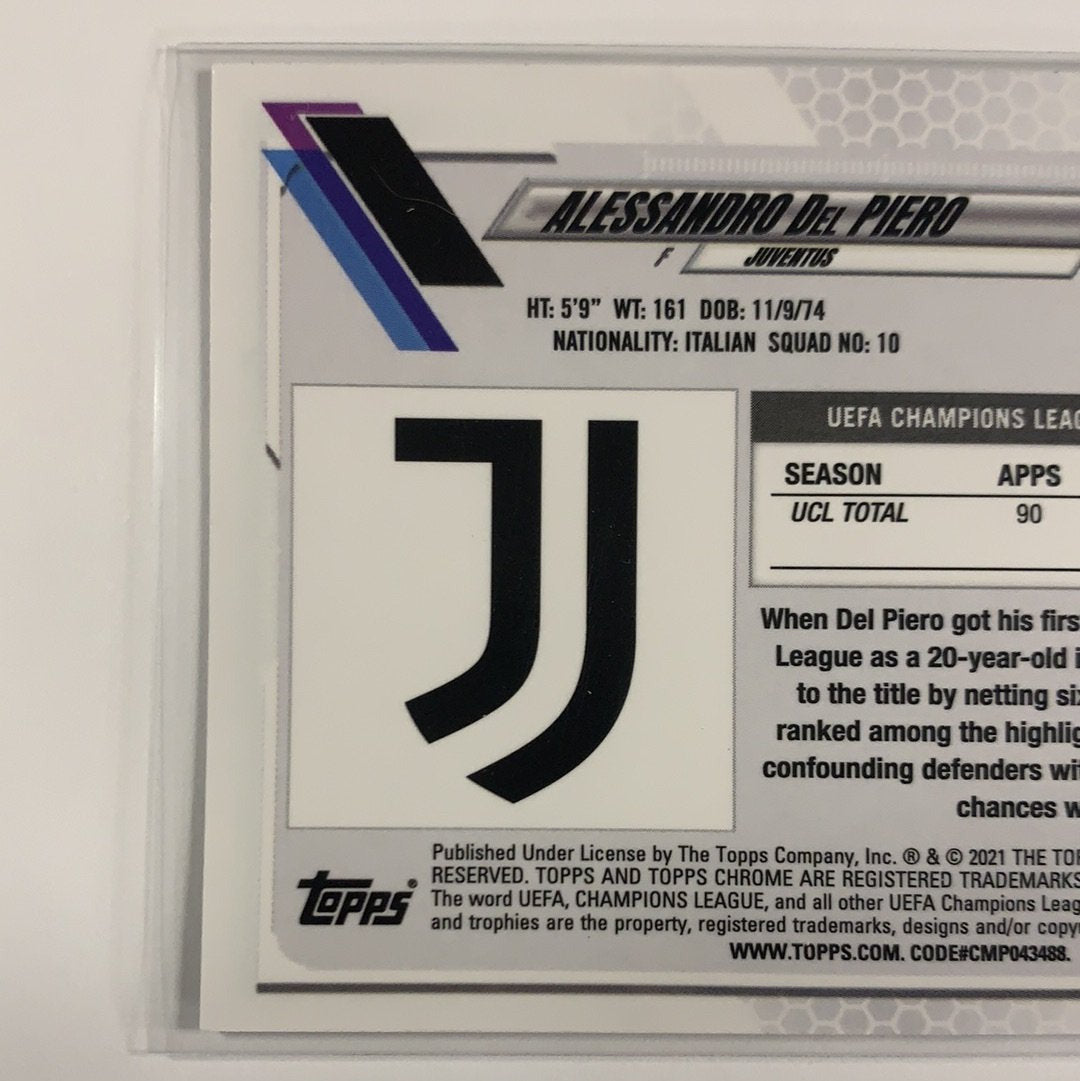 ALESSANDRO DEL PIERO
F JUVENTUS
HT: 5'9" WT: 161 DOB: 11/9/74
NATIONALITY: ITALIAN SQUAD NO: 10
UEFA CHAMPIONS LEAG
SEASON APPS
UCL TOTAL 90
When Del Piero got his firs
League as a 20-year-old i
to the title by netting six
ranked among the highlig
confounding defenders wit
chances w
Published Under License by The Topps Company, Inc. ® & © 2021 THE TOP
RESERVED. TOPPS AND TOPPS CHROME ARE REGISTERED TRADEMARKS
The word UEFA, CHAMPIONS LEAGUE, and all other UEFA Champions Leag
and trophies are the property, registered trademarks, designs and/or copy
TOPPS®
WWW.TOPPS.COM. CODE#CMP043488.